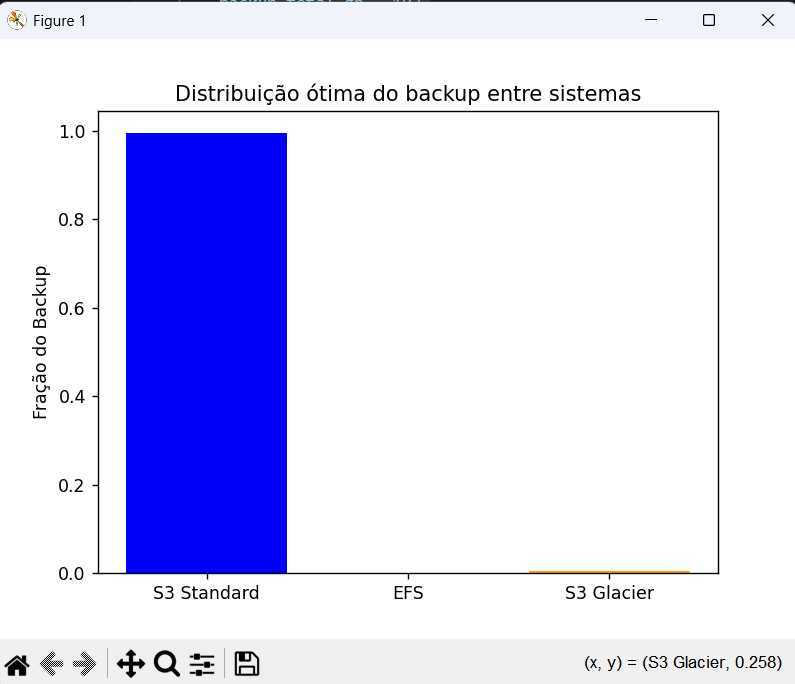 Figure 1
Distribuição ótima do backup entre sistemas
Fração do Backup
1.0
0.8
0.6
0.4
0.2
0.0
S3 Standard
EFS
S3 Glacier
(x, y) = (S3 Glacier, 0.258)